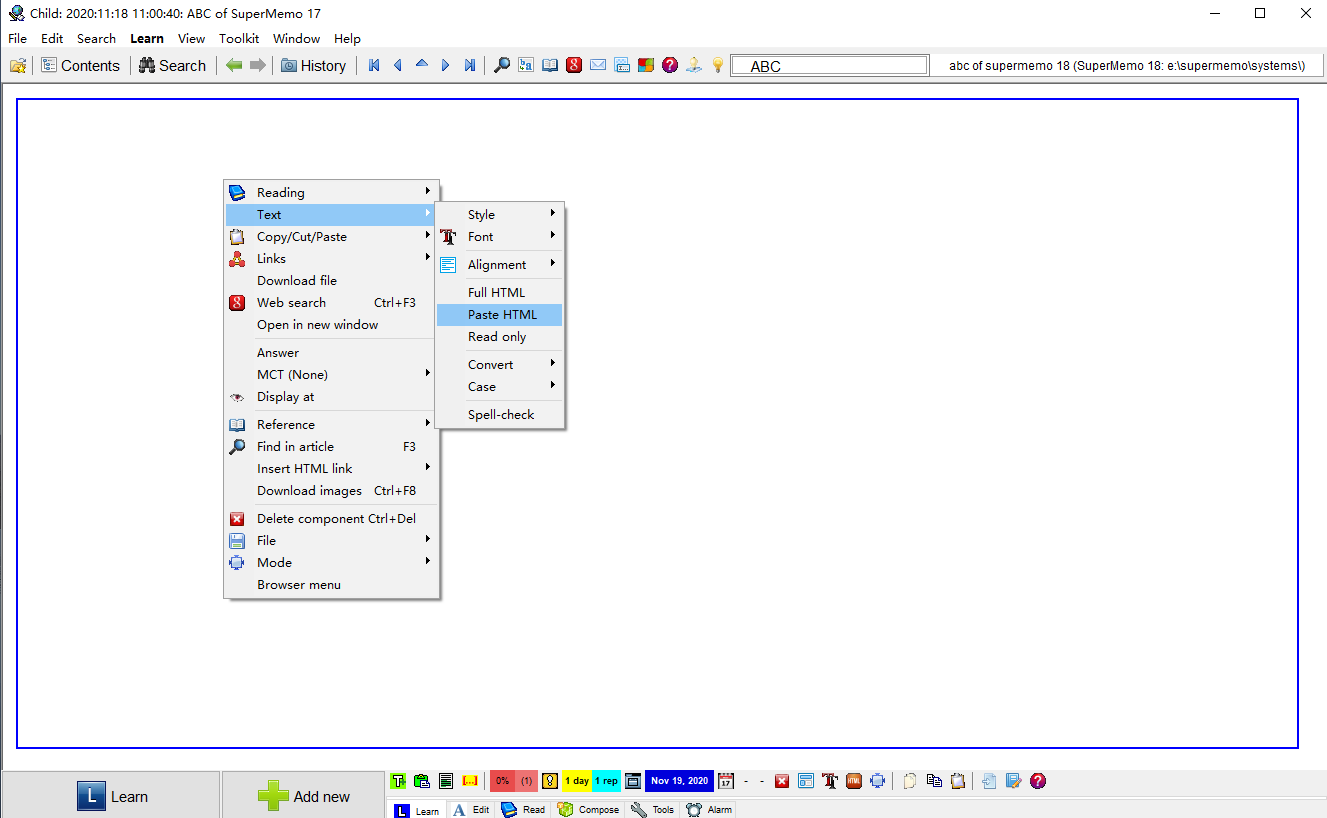 Child: 2020:11:18 11:00:40: ABC of SuperMemo 17
File Edit Search Learn View Toolkit Window Help
Contents Search History ABC abc of supermemo 18 (SuperMemo 18: e:\supermemo\systems\)
Reading
Text
Copy/Cut/Paste
Links
Download file
Web search Ctrl+F3
Open in new window
Answer
MCT (None)
Display at
Reference
Find in article F3
Insert HTML link
Download images Ctrl+F8
Delete component Ctrl+Del
File
Mode
Browser menu
Style
Font
Alignment
Full HTML
Paste HTML
Read only
Convert
Case
Spell-check
L Learn Add new
0% (1) 1 day 1 rep Nov 19, 2020 17 - - HTML
L Learn A Edit Read Compose Tools Alarm